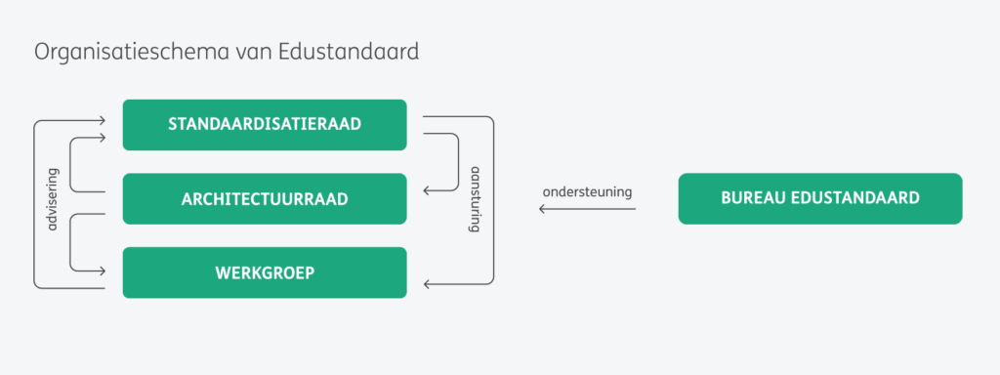 Organisatieschema van Edustandaard
STANDAARDISATIERAAD
ARCHITECTUURRAAD
WERKGROEP
advisering
aansturing
ondersteuning
BUREAU EDUSTANDAARD